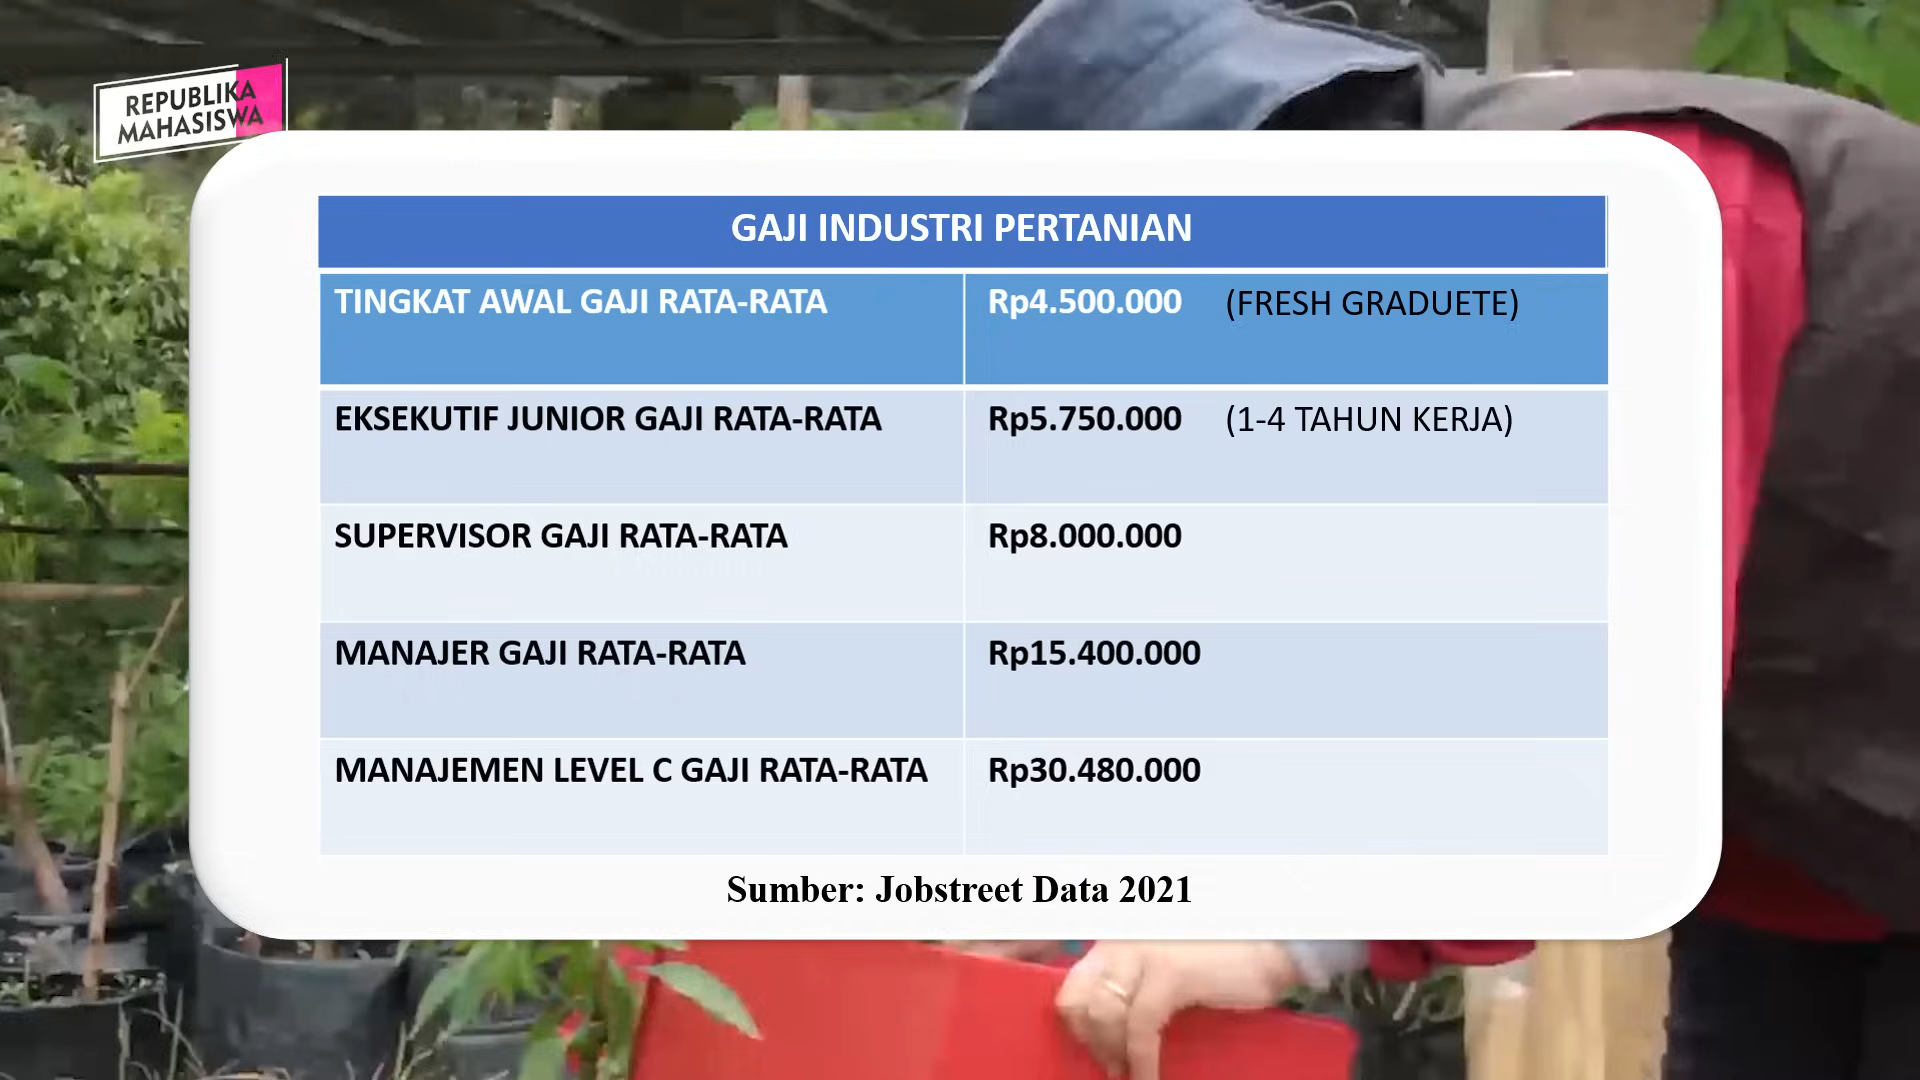 REPUBLIKA
MAHASISWA
GAJI INDUSTRI PERTANIAN
TINGKAT AWAL GAJI RATA-RATA Rp4.500.000 (FRESH GRADUETE)
EKSEKUTIF JUNIOR GAJI RATA-RATA Rp5.750.000 (1-4 TAHUN KERJA)
SUPERVISOR GAJI RATA-RATA Rp8.000.000
MANAJER GAJI RATA-RATA Rp15.400.000
MANAJEMEN LEVEL C GAJI RATA-RATA Rp30.480.000
Sumber: Jobstreet Data 2021